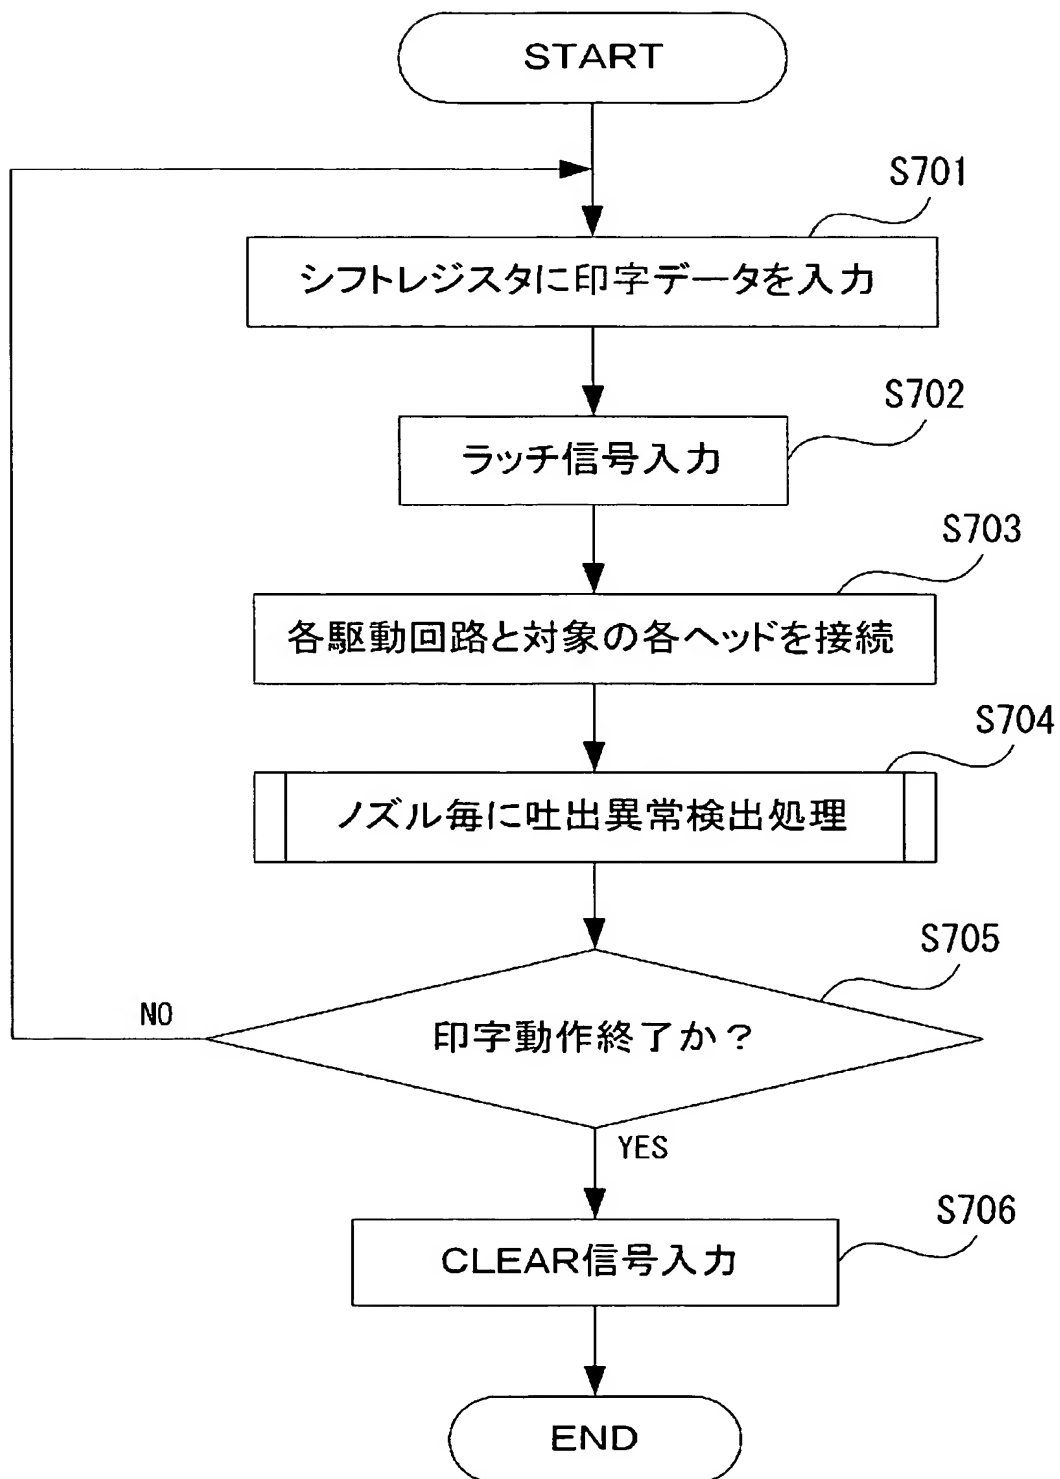 START
S701
シフトレジスタに印字データを入力
S702
ラッチ信号入力
S703
各駆動回路と対象の各ヘッドを接続
S704
ノズル毎に吐出異常検出処理
S705
印字動作終了か？
NO
YES
S706
CLEAR信号入力
END